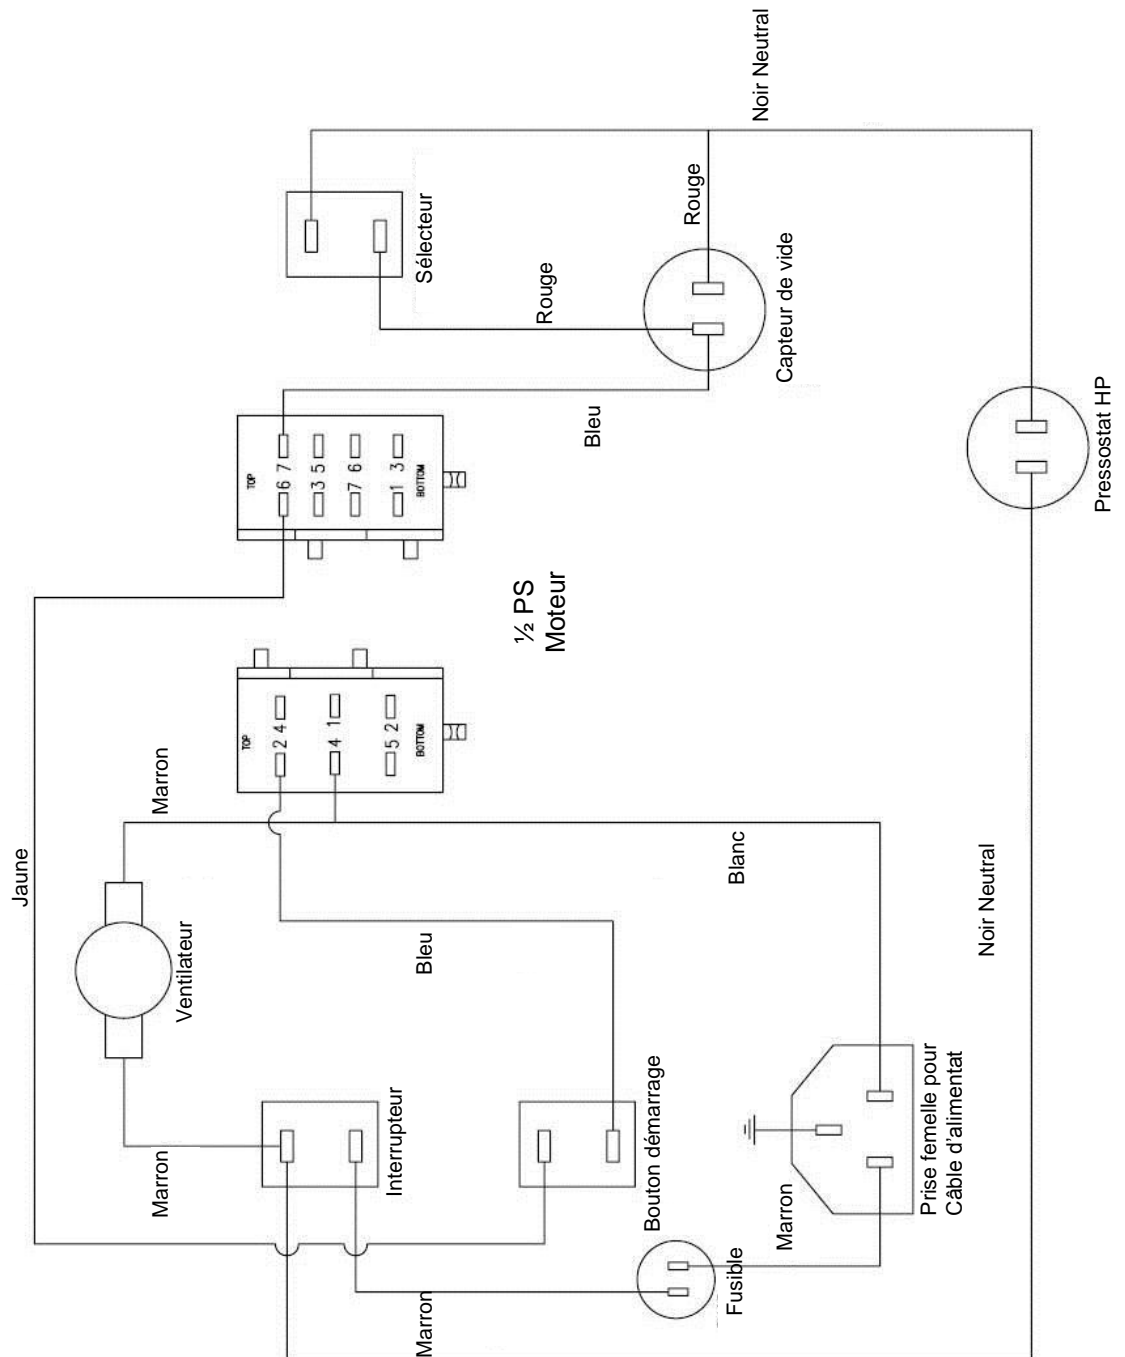 Noir Neutral
Rouge
Sélecteur
Rouge
Capteur de vide
Bleu
Pressostat HP
TOP
6 7
3 5
7 6
1 3
BOTTOM
½ PS
Moteur
TOP
2 4
4 1
5 2
BOTTOM
Marron
Jaune
Blanc
Noir Neutral
Ventilateur
Bleu
Marron
Interrupteur
Bouton démarrage
Marron
Prise femelle pour
Câble d'alimentat
Fusible
Marron